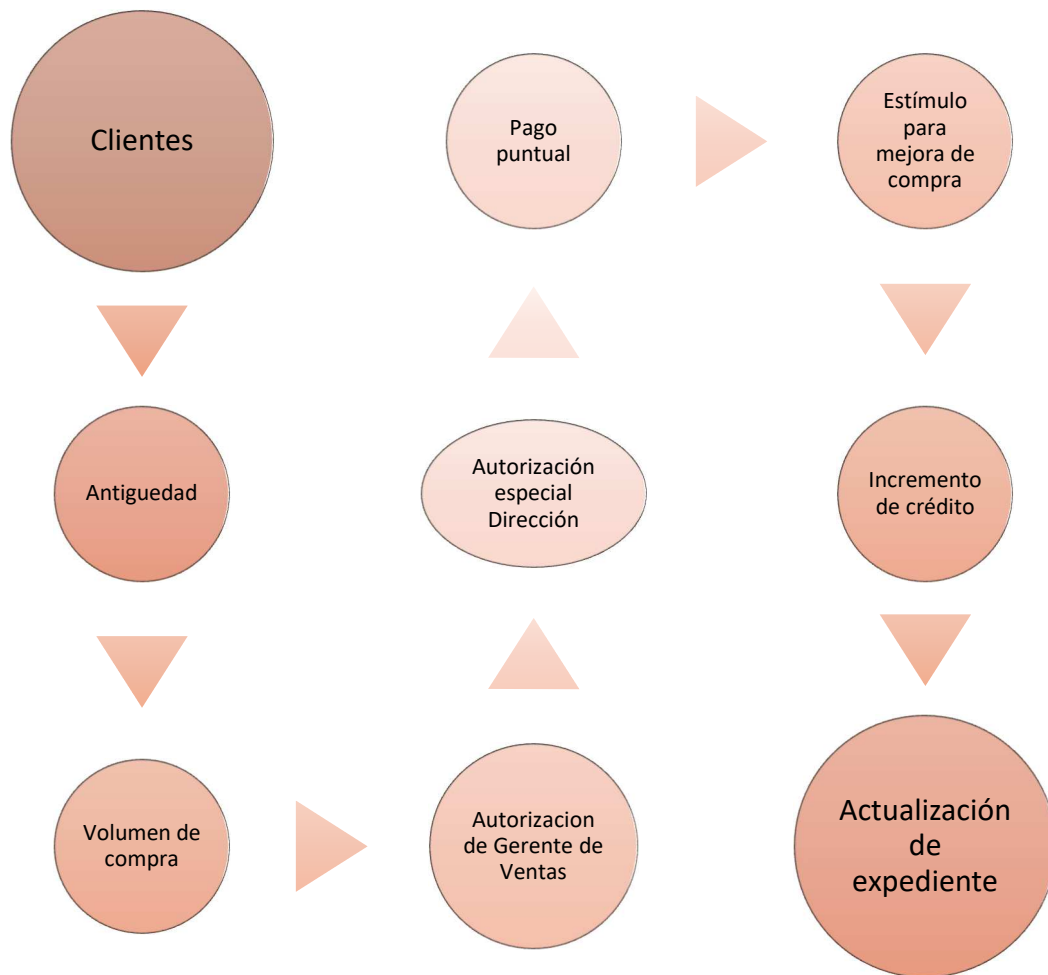 Clientes
Antiguedad
Volumen de
compra
Autorizacion
de Gerente de
Ventas
Autorización
especial
Dirección
Pago
puntual
Estímulo
para
mejora de
compra
Incremento
de crédito
Actualización
de
expediente